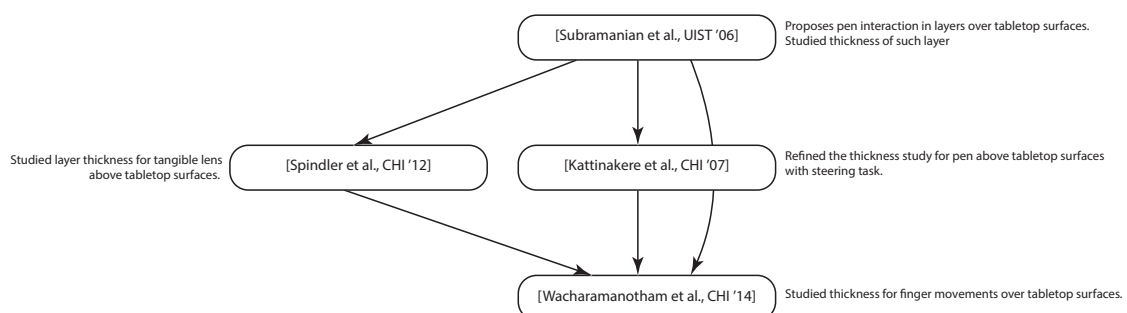 [Subramanian et al., UIST '06]
Proposes pen interaction in layers over tabletop surfaces.
Studied thickness of such layer
Studied layer thickness for tangible lens
above tabletop surfaces.
[Spindler et al., CHI '12]
[Kattinakere et al., CHI '07]
Refined the thickness study for pen above tabletop surfaces
with steering task.
[Wacharamanotham et al., CHI '14]
Studied thickness for finger movements over tabletop surfaces.